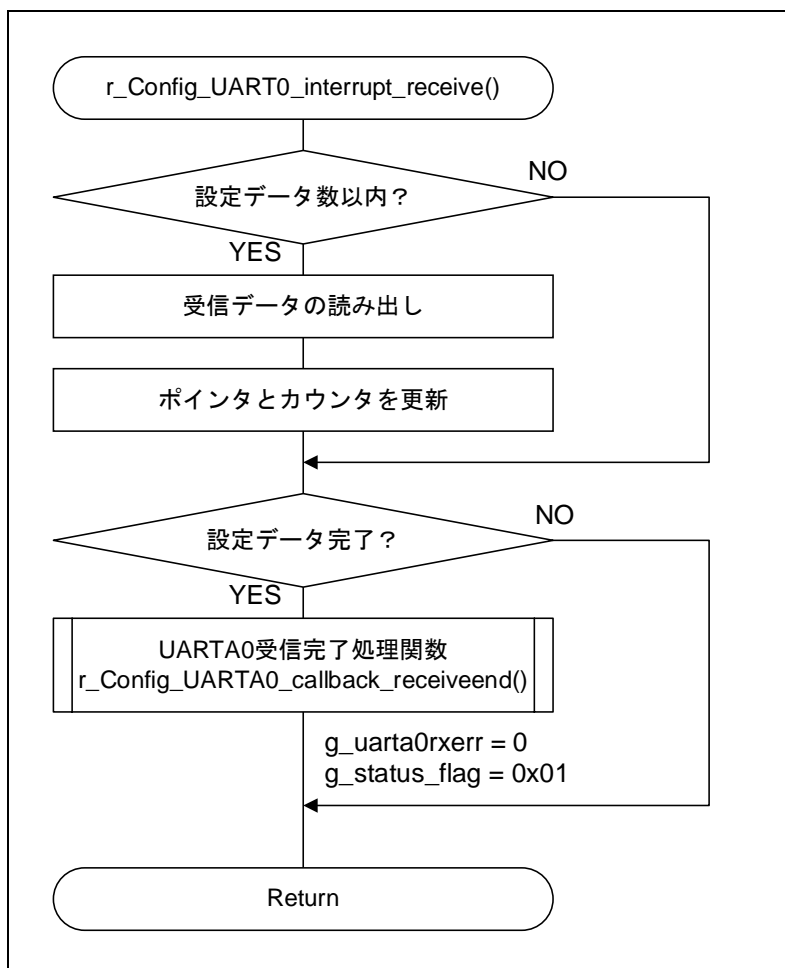 r_Config_UART0_interrupt_receive()
設定データ数以内？
NO
YES
受信データの読み出し
ポインタとカウンタを更新
設定データ完了？
NO
YES
UARTA0受信完了処理関数
r_Config_UARTA0_callback_receiveend()
g_uarta0rxerr = 0
g_status_flag = 0x01
Return